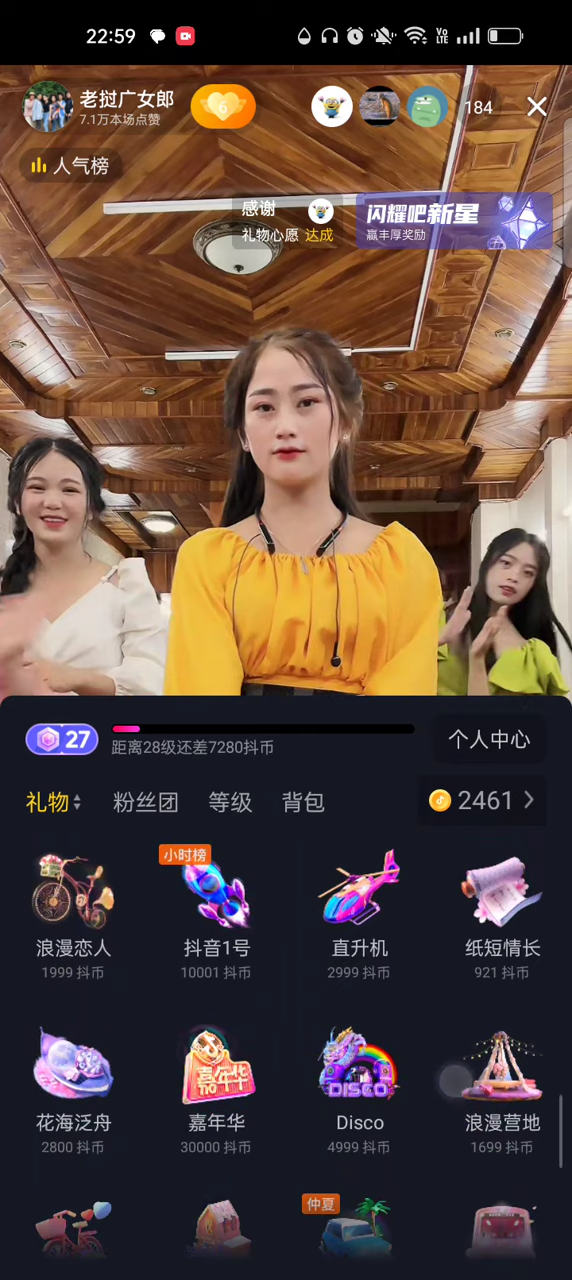 22:59
Vo
LTE
老挝广女郎
7.1万本场点赞
6
184
人气榜
感谢
礼物心愿 达成
闪耀吧新星
赢丰厚奖励
27
距离28级还差7280抖币
个人中心
礼物
粉丝团
等级
背包
2461
小时榜
浪漫恋人
抖音1号
直升机
纸短情长
1999 抖币
10001 抖币
2999 抖币
921 抖币
嘉年华
DISCO
花海泛舟
嘉年华
Disco
浪漫营地
2800 抖币
30000 抖币
4999 抖币
1699 抖币
仲夏